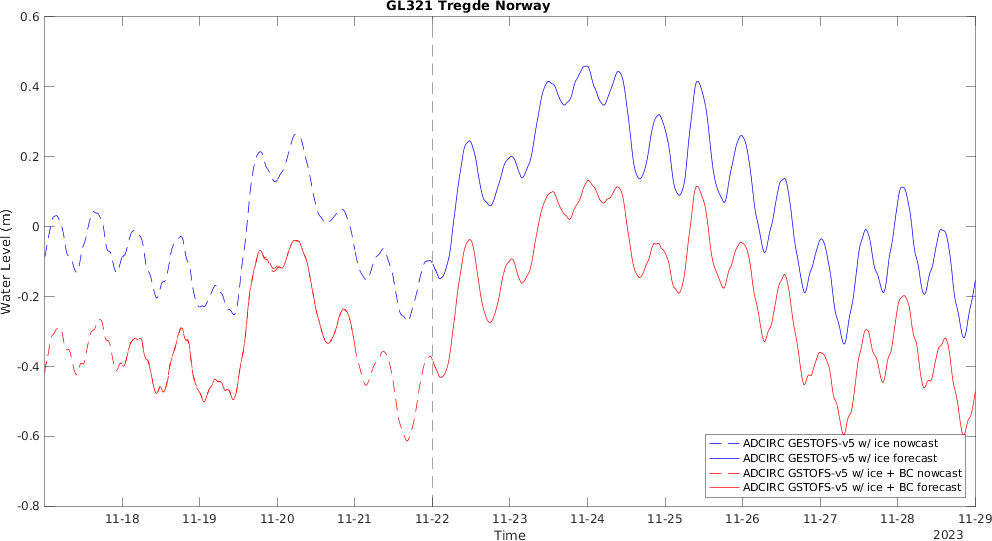 GL321 Tregde Norway
0.6
0.4
0.2
0
-0.2
-0.4
-0.6
-0.8
Water Level (m)
ADCIRC GESTOFS-v5 w/ ice nowcast
ADCIRC GESTOFS-v5 w/ ice forecast
ADCIRC GSTOFS-v5 w/ ice + BC nowcast
ADCIRC GSTOFS-v5 w/ ice + BC forecast
11-18 11-19 11-20 11-21 11-22 11-23 11-24 11-25 11-26 11-27 11-28 11-29
Time
2023